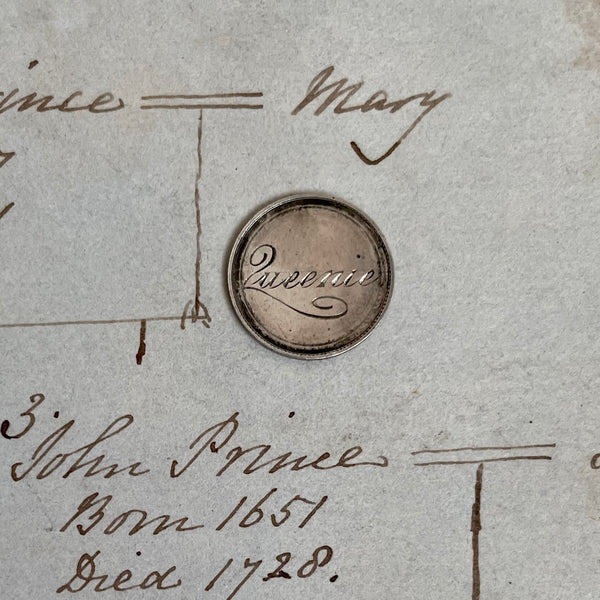 ince Mary
Queenie
3. John Prince
Born 1651
Died 1728.